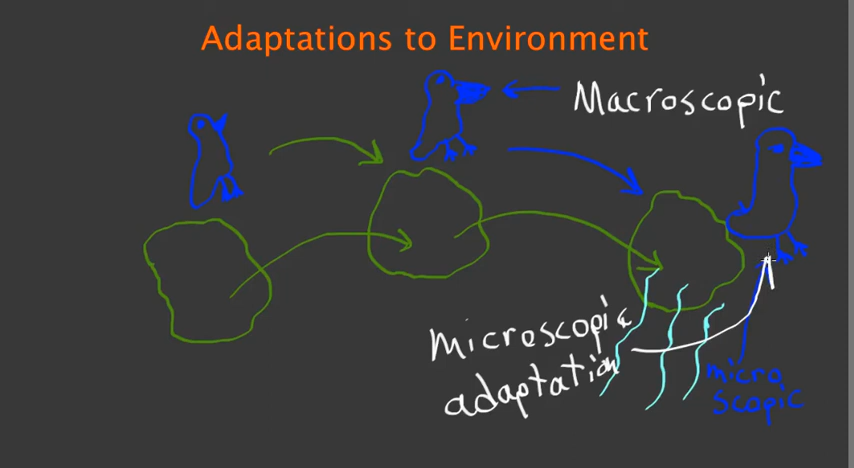 Adaptations to Environment
Macroscopic
microscopic
adaptation
micro
scopic